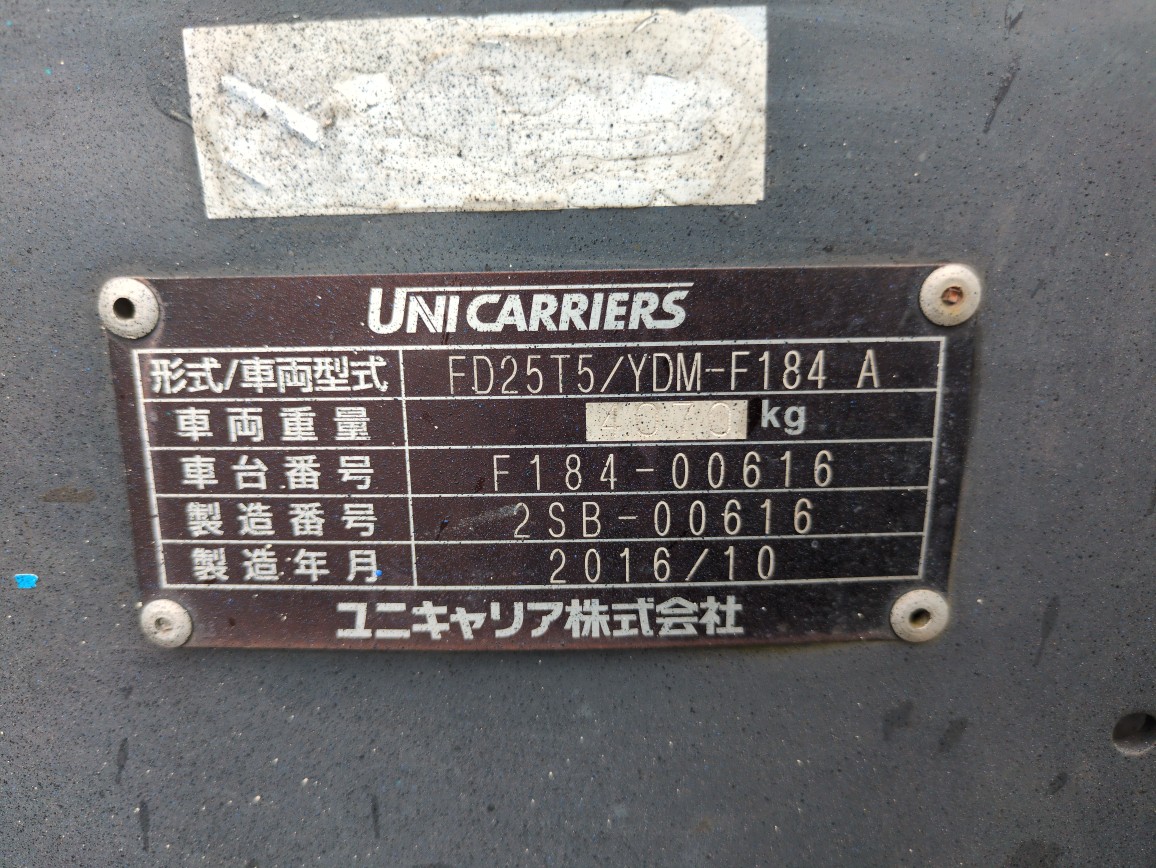 UNICARRIERS
形式/車両型式 FD25T5/YDM-F184 A
車両重量 kg
車台番号 F184-00616
製造番号 2SB-00616
製造年月 2016/10
ユニキャリア株式会社